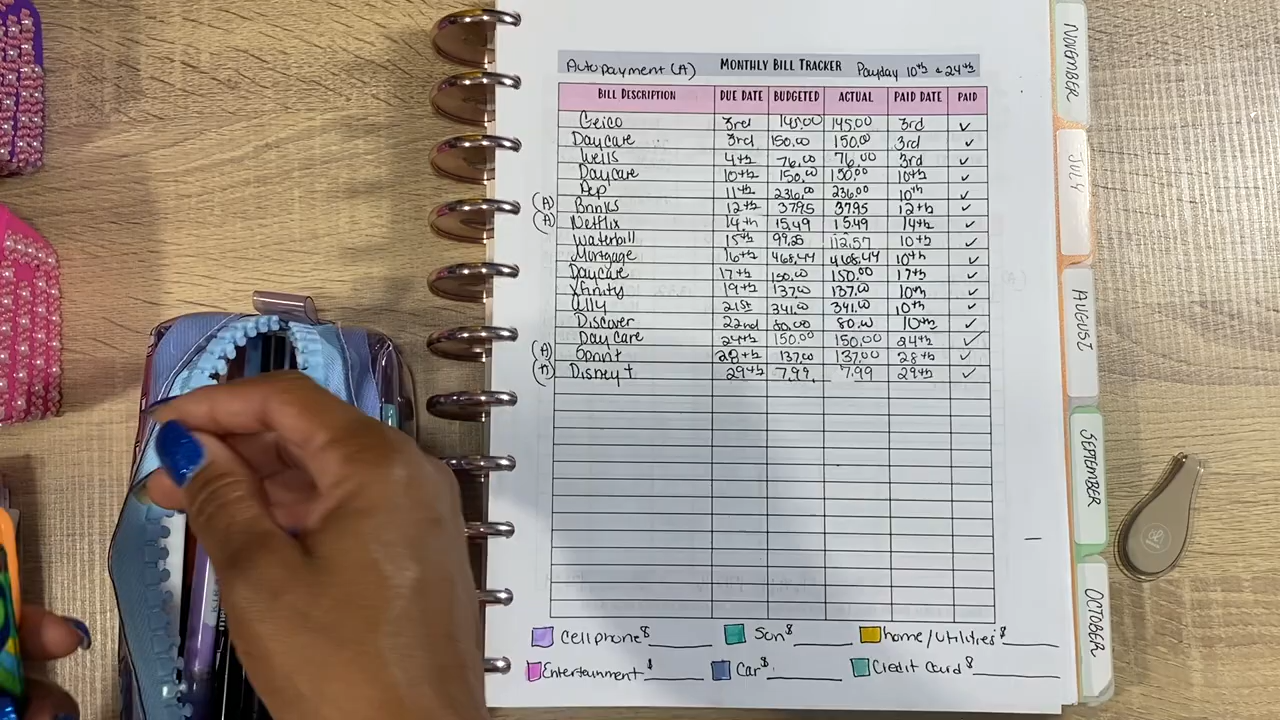 Autopayment (A) MONTHLY BILL TRACKER Payday 10th & 24th
BILL DESCRIPTION DUE DATE BUDGETED ACTUAL PAID DATE PAID
Geico 3rd 145.00 145.00 3rd ✓
Daycare 3rd 150.00 150.00 3rd ✓
Wells 4th 76.00 76.00 3rd ✓
Daycare 10th 150.00 150.00 10th ✓
Aep 11th 236.00 236.00 10th ✓
(A) Banks 12th 37.95 37.95 12th ✓
(A) Netflix 14th 15.49 15.49 14th ✓
Waterbill 15th 99.25 112.57 10th ✓
Mortgage 16th 468.47 468.47 10th ✓
Daycare 17th 150.00 150.00 17th ✓
Xfinity 19th 137.00 137.00 10th ✓
Ally 21st 341.00 341.00 10th ✓
Discover 22nd 80.00 80.00 10th ✓
Day care 24th 150.00 150.00 24th ✓
(A) Sprint 28th 137.00 137.00 28th ✓
(A) Disney+ 29th 7.99 7.99 29th ✓
Cellphone $ Son $ home/utilities $
Entertainment $ Car $ Credit Card $
NOVEMBER
JULY
AUGUST
SEPTEMBER
OCTOBER